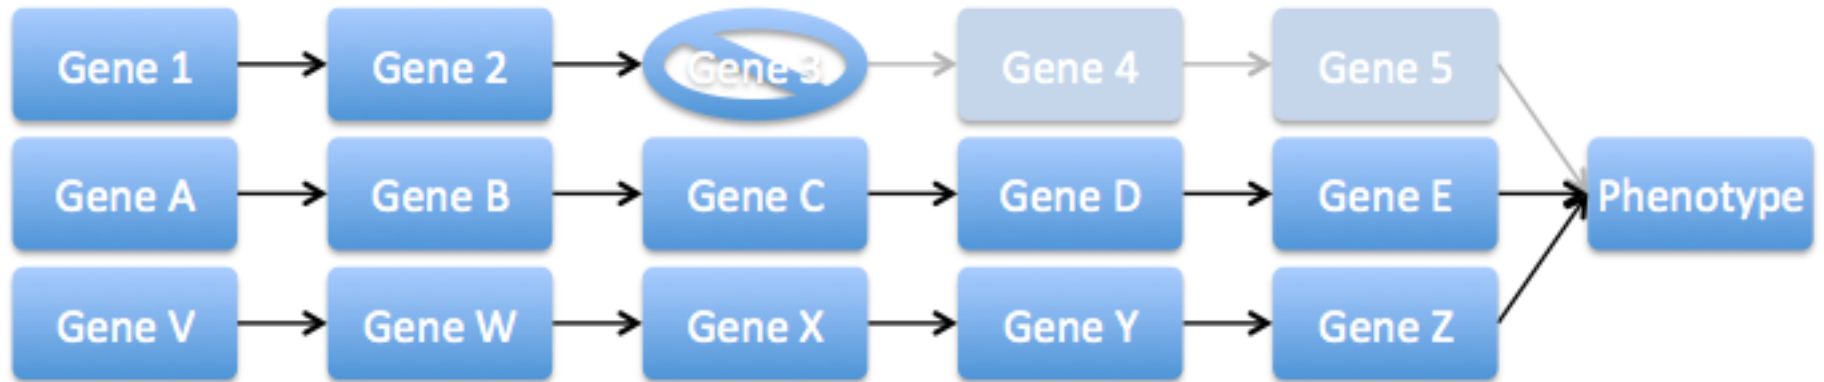 Gene 1
Gene 2
Gene 3
Gene 4
Gene 5
Gene A
Gene B
Gene C
Gene D
Gene E
Phenotype
Gene V
Gene W
Gene X
Gene Y
Gene Z